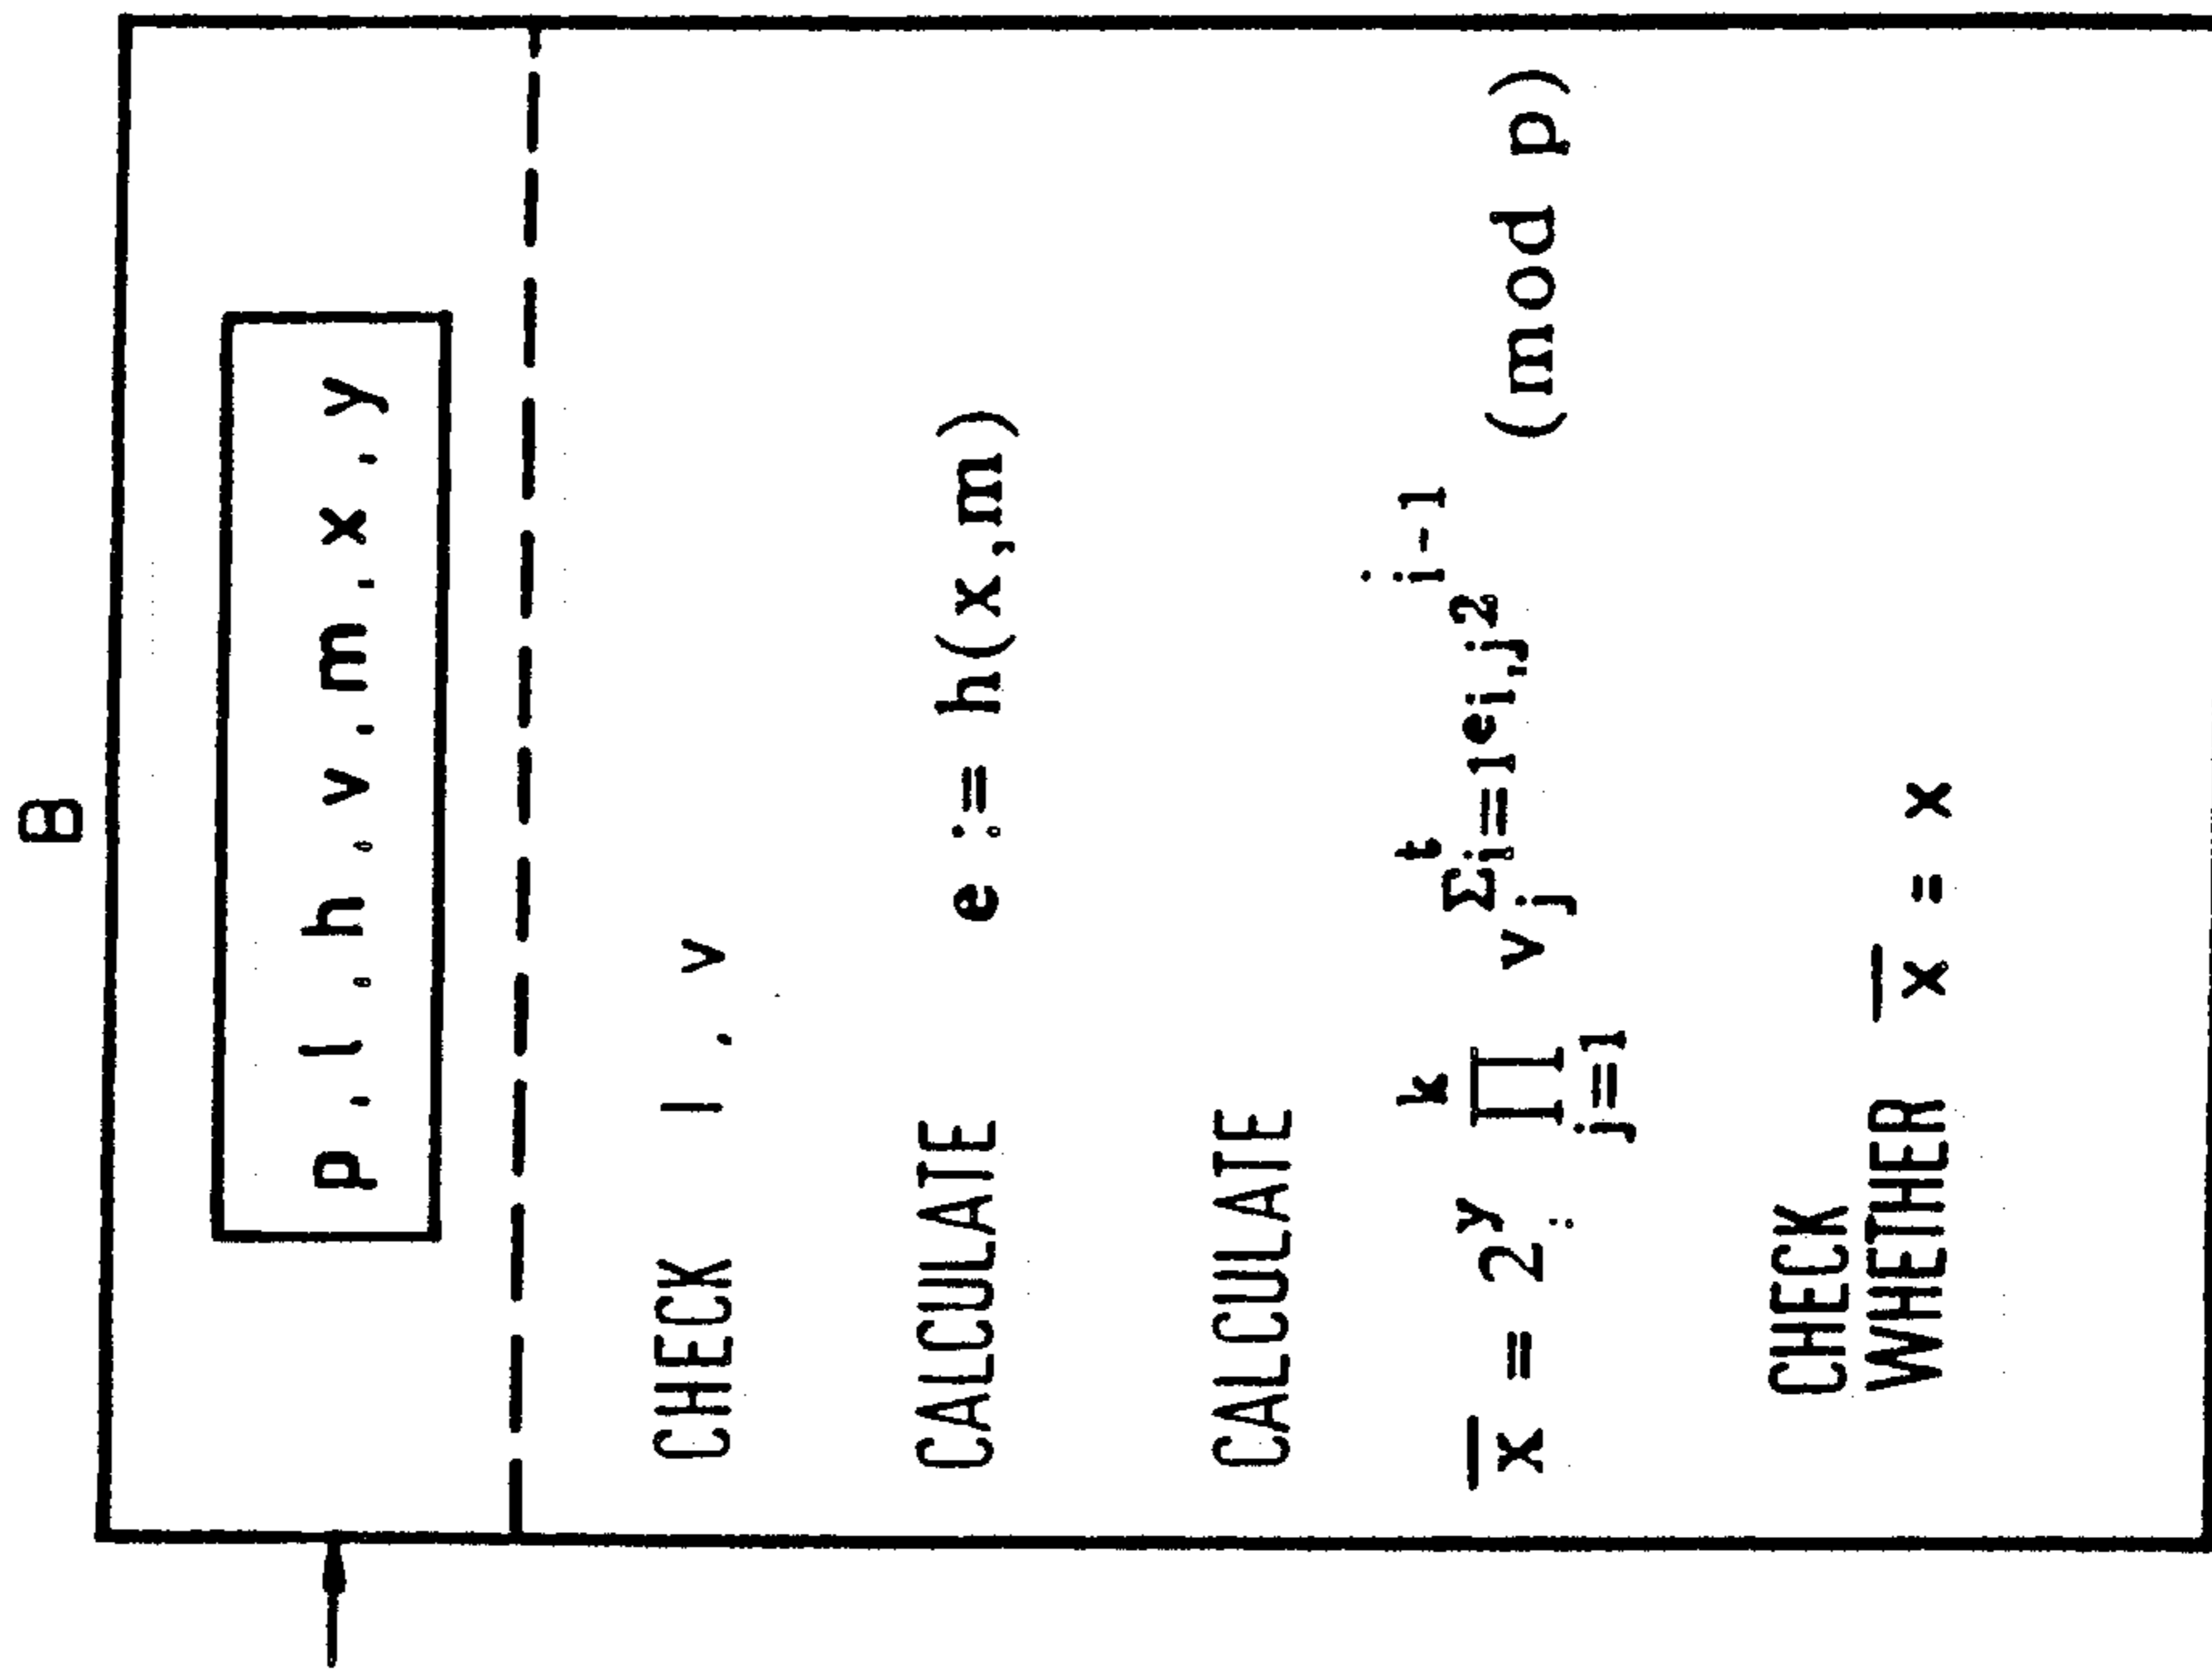 B
p , l , h , v , m , x , y
CHECK l , v
CALCULATE e := h(x,m)
CALCULATE
x̅ = 2^y ∏_{j=1}^{k} v_j^{Σ_{i=1}^{t} e_{i,j} 2^{i-1}} (mod p)
CHECK
WHETHER x̅ = x